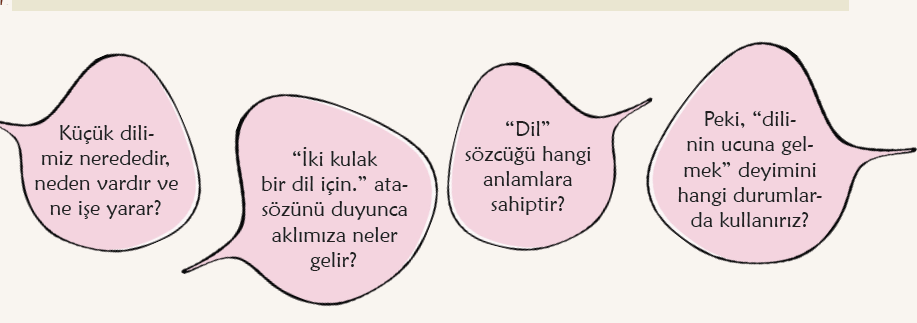 Küçük dili-
miz neredeⅾir,
neden vardır ve
ne işe yarar?
“İki kulak
bir dil için.” ata-
sözünü duyunca
aklımıza neler
gelir?
“Dil”
sözcüğü hangi
anlamlara
sahiptir?
Peki, “dili-
nin ucuna gel-
mek” deyimini
hangi durumlar-
da kullanırız?